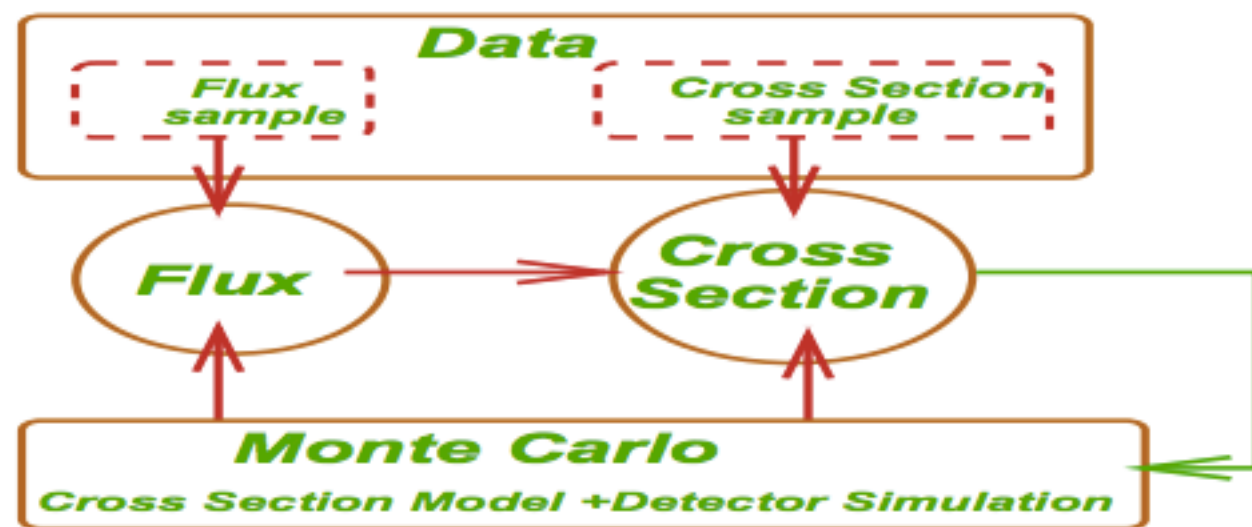 Data
Flux
sample
Cross Section
sample
Flux
Cross
Section
Monte Carlo
Cross Section Model +Detector Simulation